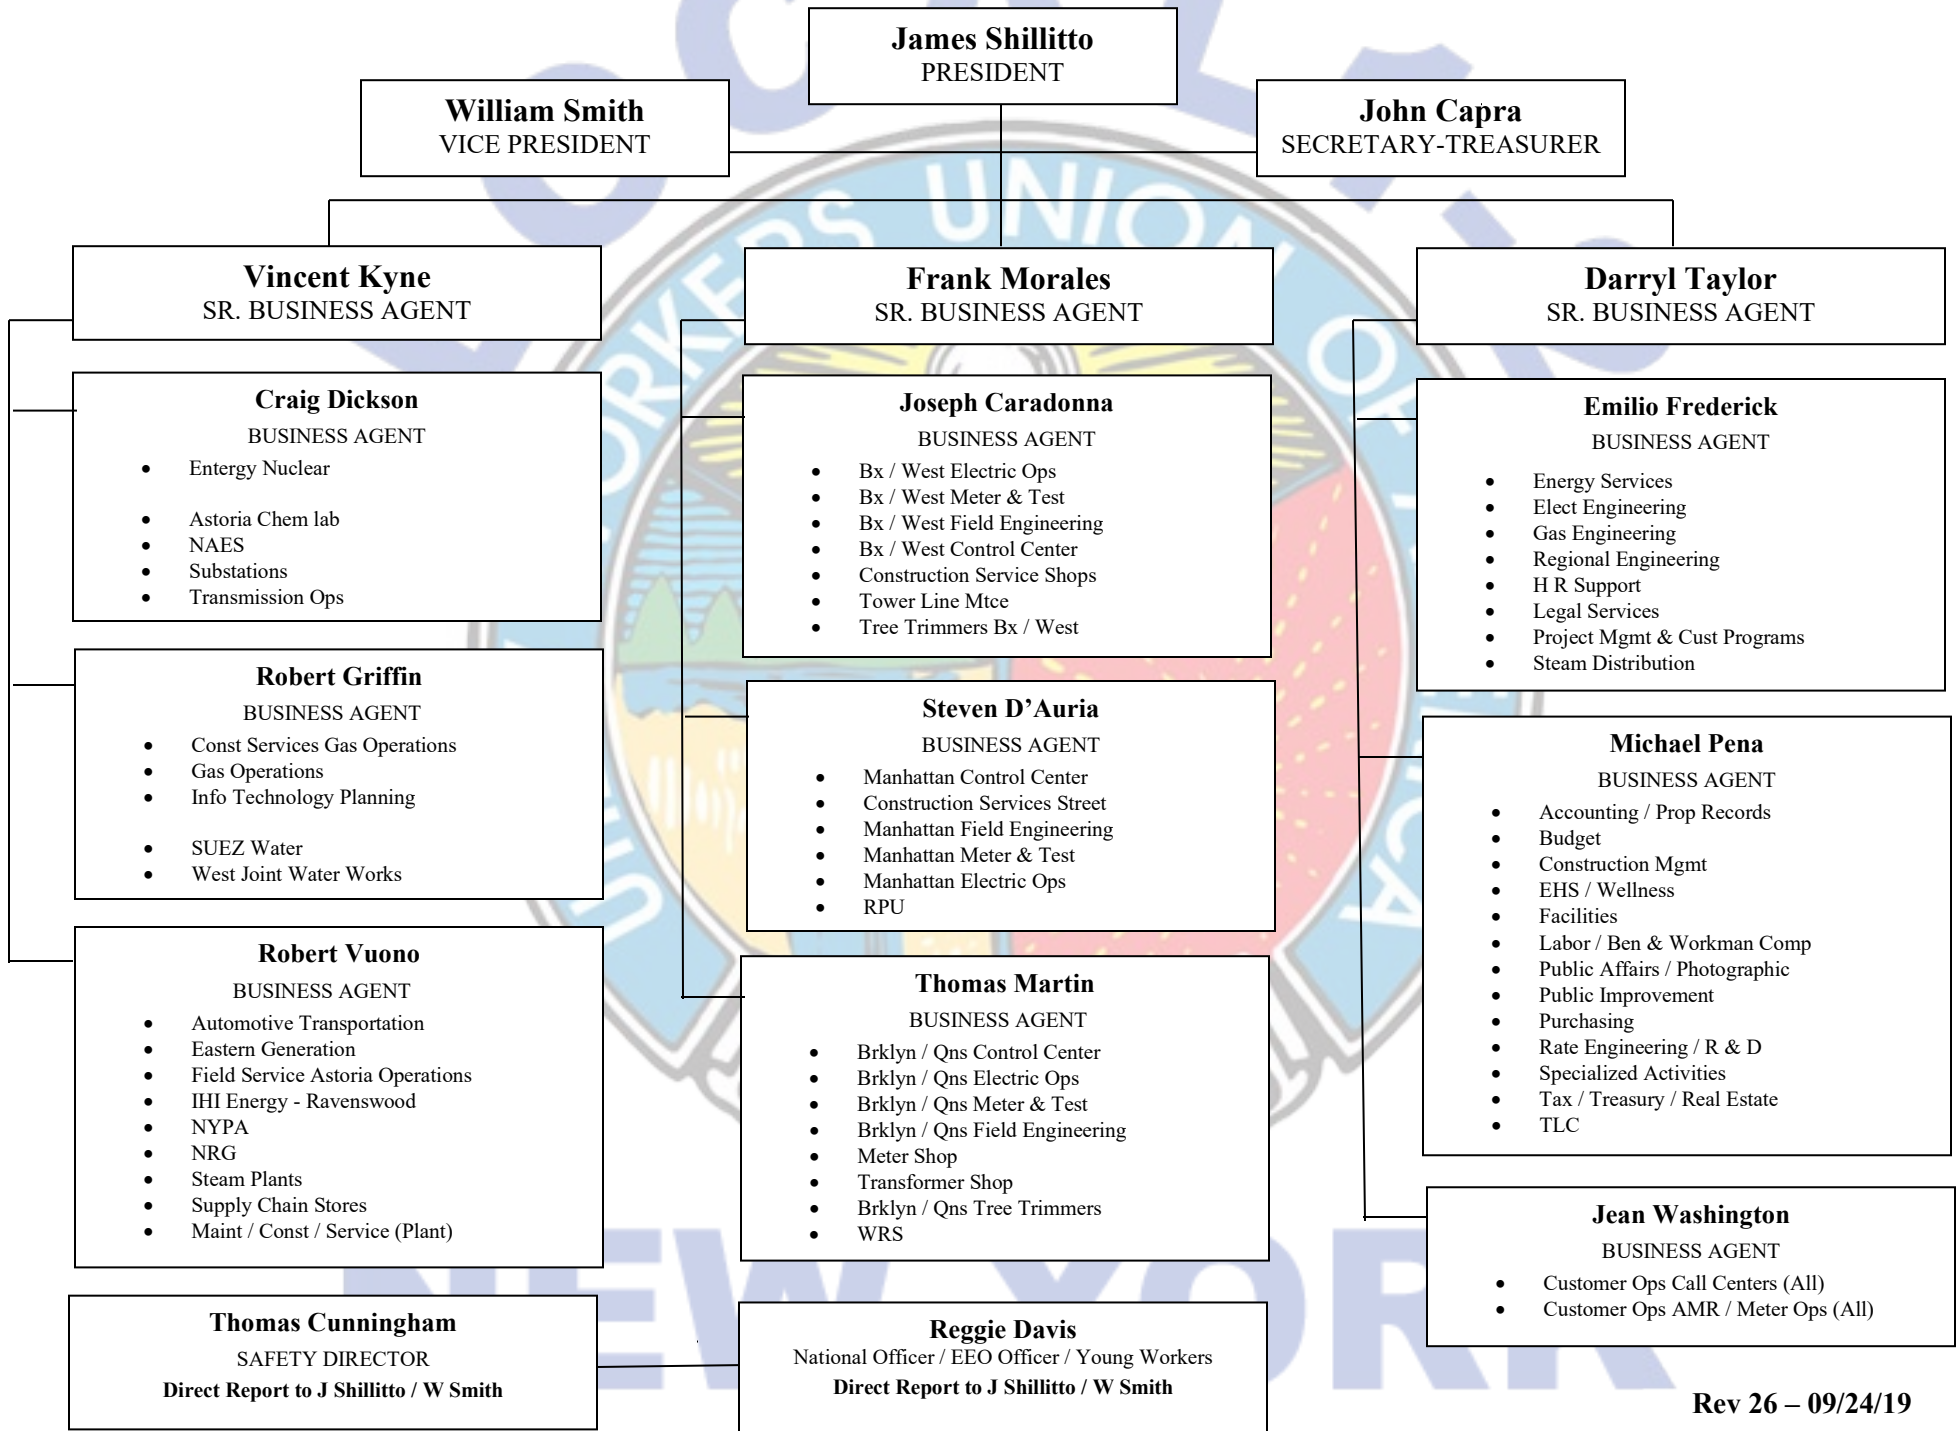 James Shillitto
PRESIDENT
William Smith
VICE PRESIDENT
John Capra
SECRETARY-TREASURER
Vincent Kyne
SR. BUSINESS AGENT
Frank Morales
SR. BUSINESS AGENT
Darryl Taylor
SR. BUSINESS AGENT
Craig Dickson
BUSINESS AGENT
• Entergy Nuclear
• Astoria Chem lab
• NAES
• Substations
• Transmission Ops
Robert Griffin
BUSINESS AGENT
• Const Services Gas Operations
• Gas Operations
• Info Technology Planning
• SUEZ Water
• West Joint Water Works
Robert Vuono
BUSINESS AGENT
• Automotive Transportation
• Eastern Generation
• Field Service Astoria Operations
• IHI Energy - Ravenswood
• NYPA
• NRG
• Steam Plants
• Supply Chain Stores
• Maint / Const / Service (Plant)
Thomas Cunningham
SAFETY DIRECTOR
Direct Report to J Shillitto / W Smith
Joseph Caradonna
BUSINESS AGENT
• Bx / West Electric Ops
• Bx / West Meter & Test
• Bx / West Field Engineering
• Bx / West Control Center
• Construction Service Shops
• Tower Line Mtce
• Tree Trimmers Bx / West
Steven D’Auria
BUSINESS AGENT
• Manhattan Control Center
• Construction Services Street
• Manhattan Field Engineering
• Manhattan Meter & Test
• Manhattan Electric Ops
• RPU
Thomas Martin
BUSINESS AGENT
• Brklyn / Qns Control Center
• Brklyn / Qns Electric Ops
• Brklyn / Qns Meter & Test
• Brklyn / Qns Field Engineering
• Meter Shop
• Transformer Shop
• Brklyn / Qns Tree Trimmers
• WRS
Reggie Davis
National Officer / EEO Officer / Young Workers
Direct Report to J Shillitto / W Smith
Emilio Frederick
BUSINESS AGENT
• Energy Services
• Elect Engineering
• Gas Engineering
• Regional Engineering
• H R Support
• Legal Services
• Project Mgmt & Cust Programs
• Steam Distribution
Michael Pena
BUSINESS AGENT
• Accounting / Prop Records
• Budget
• Construction Mgmt
• EHS / Wellness
• Facilities
• Labor / Ben & Workman Comp
• Public Affairs / Photographic
• Public Improvement
• Purchasing
• Rate Engineering / R & D
• Specialized Activities
• Tax / Treasury / Real Estate
• TLC
Jean Washington
BUSINESS AGENT
• Customer Ops Call Centers (All)
• Customer Ops AMR / Meter Ops (All)
Rev 26 – 09/24/19
UNION OF
NEW YORK